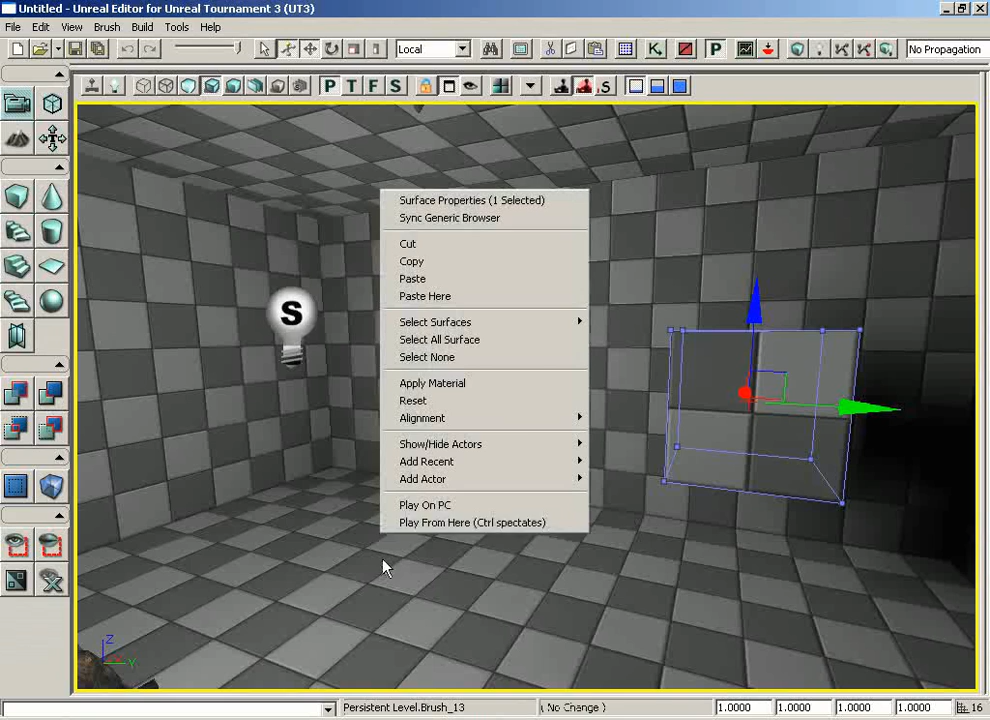 Untitled - Unreal Editor for Unreal Tournament 3 (UT3)
File Edit View Brush Build Tools Help
Local
K
P
No Propagation
P T F S
S
S
Surface Properties (1 Selected)
Sync Generic Browser
Cut
Copy
Paste
Paste Here
Select Surfaces
Select All Surface
Select None
Apply Material
Reset
Alignment
Show/Hide Actors
Add Recent
Add Actor
Play On PC
Play From Here (Ctrl spectates)
Z
Y
Persistent Level.Brush_13
( No Change )
1.0000 1.0000 1.0000 1.0000 16